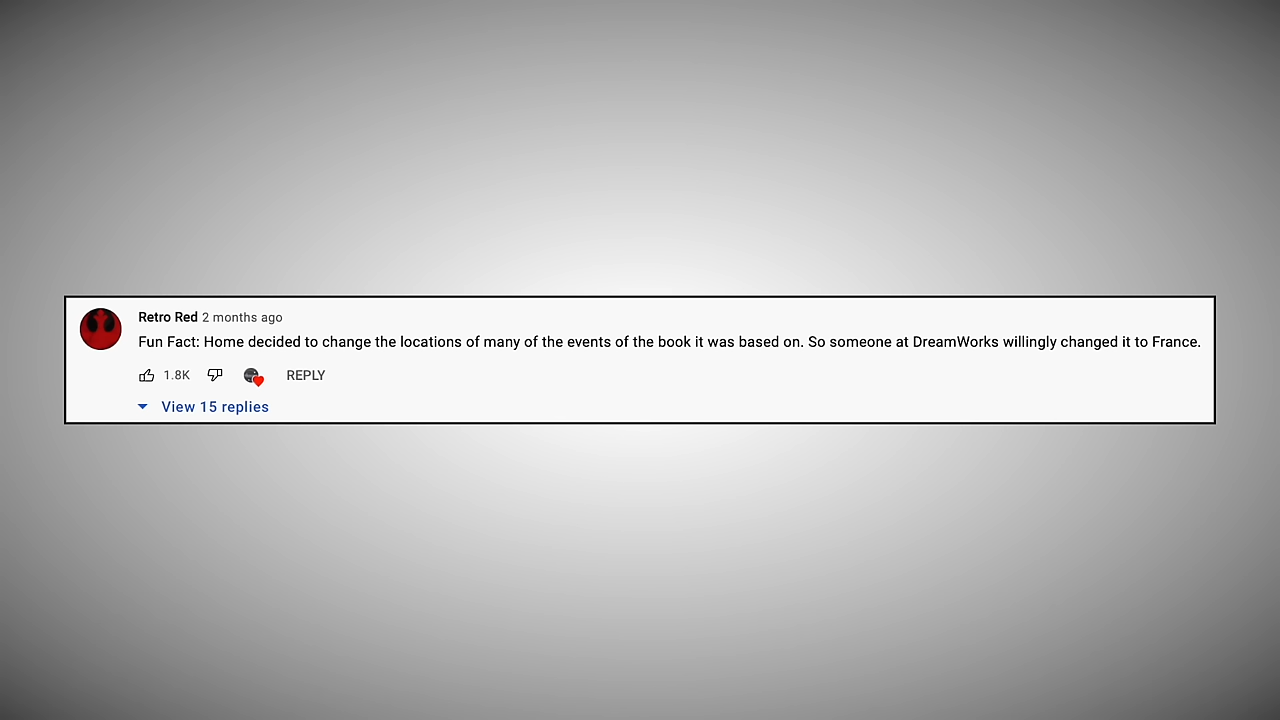 Retro Red 2 months ago
Fun Fact: Home decided to change the locations of many of the events of the book it was based on. So someone at DreamWorks willingly changed it to France.
1.8K REPLY
View 15 replies